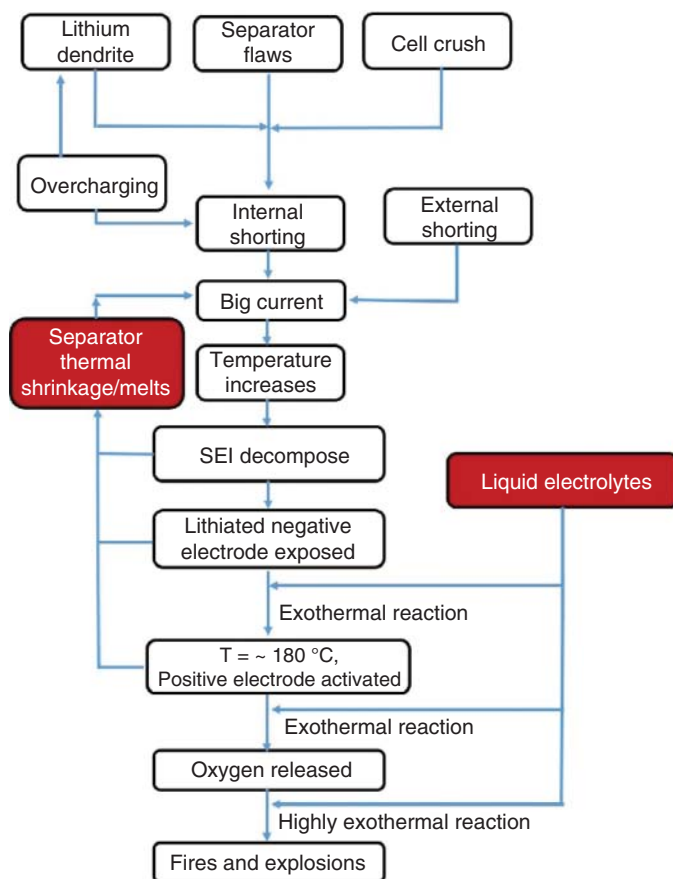 Lithium
dendrite
Separator
flaws
Cell crush
Overcharging
Internal
shorting
External
shorting
Big current
Separator
thermal
shrinkage/melts
Temperature
increases
SEI decompose
Liquid electrolytes
Lithiated negative
electrode exposed
Exothermal reaction
T = ~ 180 °C,
Positive electrode activated
Exothermal reaction
Oxygen released
Highly exothermal reaction
Fires and explosions